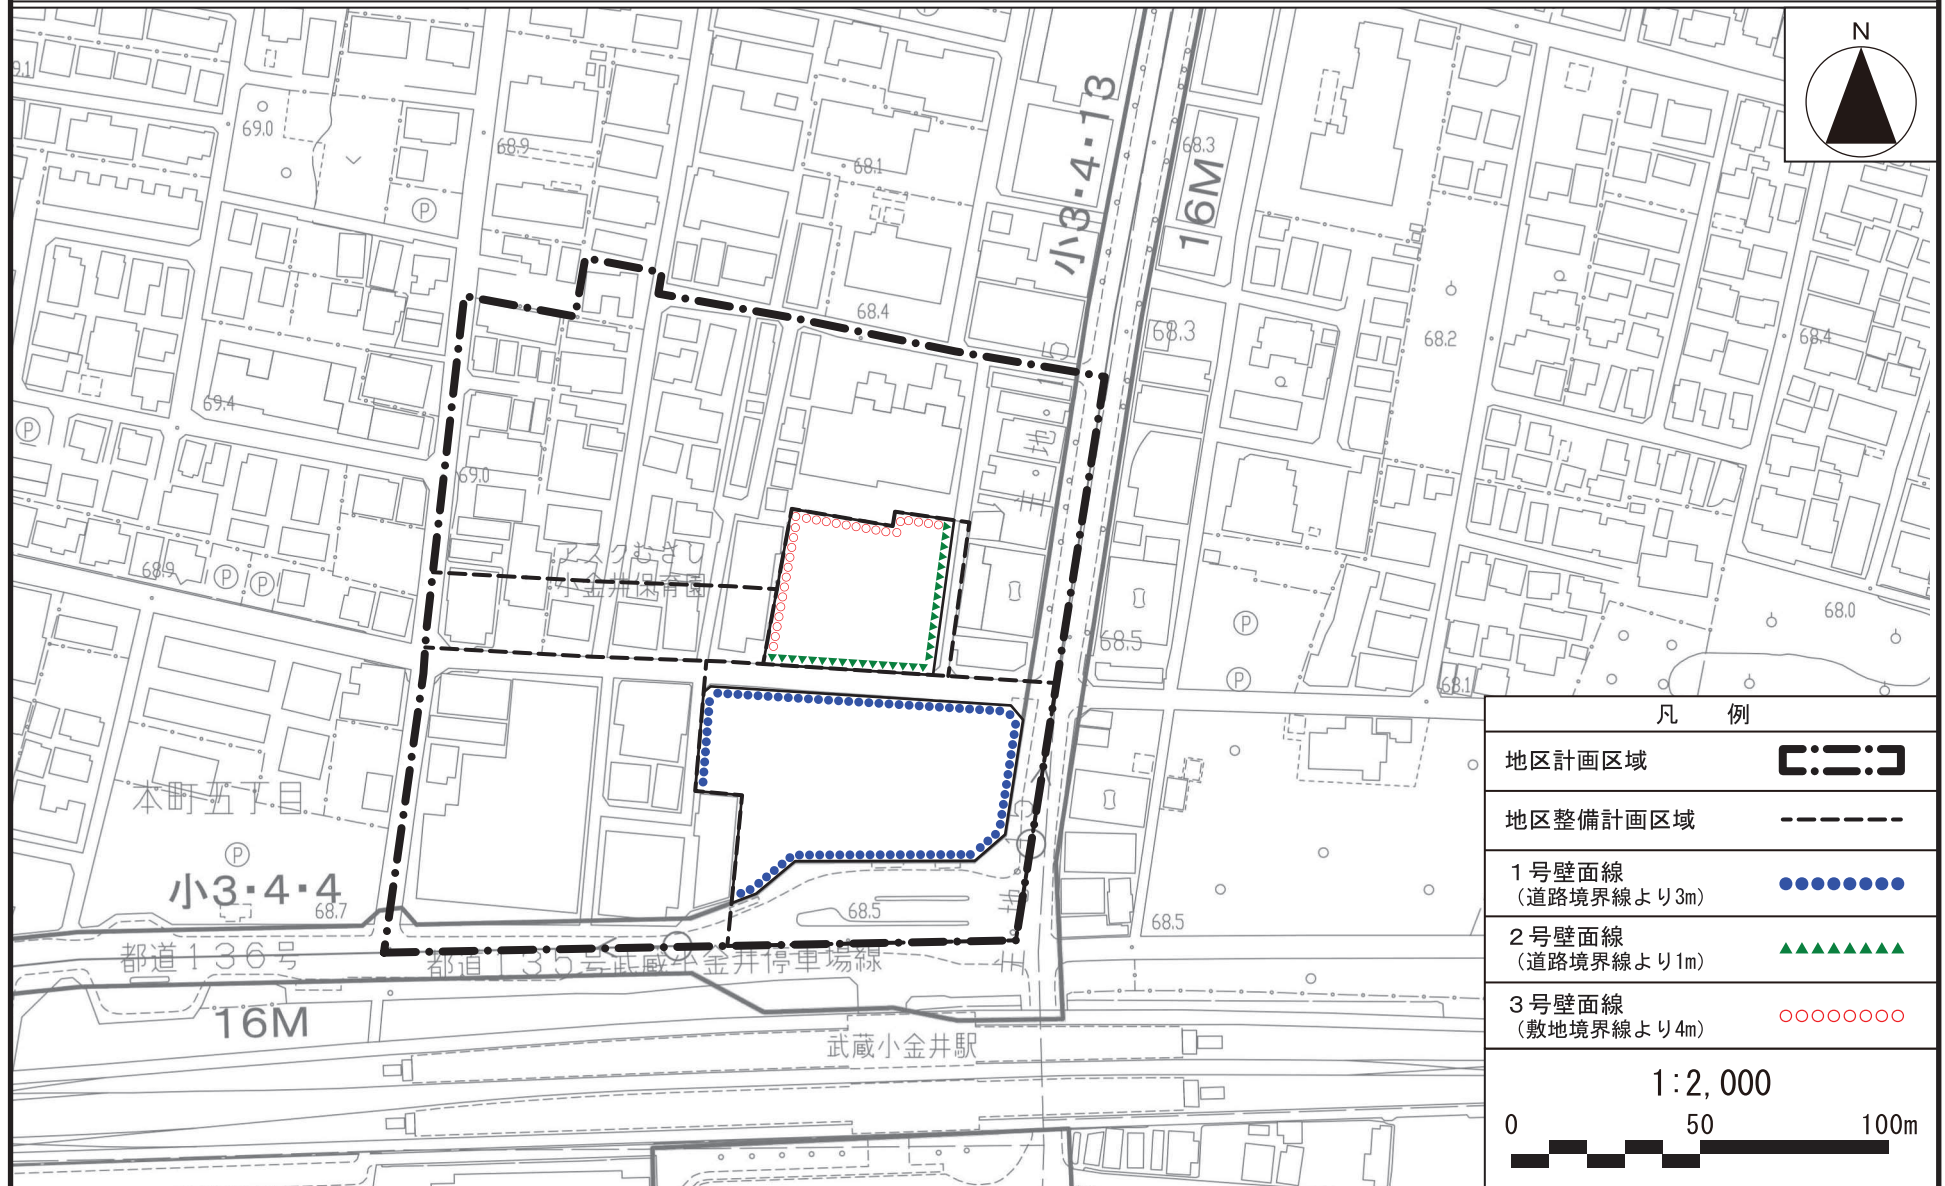 N
9.1
69.0
68.9
68.1
小3・4・13
68.3
16M
68.4
68.3
68.2
68.4
69.4
69.0
P
P
アスクむさし
小金井保育園
68.9
P
P
P
68.0
68.5
P
68.1
本町五丁目
P
小3・4・4
68.7
68.5
68.5
都道136号
都道135号武蔵小金井停車場線
16M
武蔵小金井駅
凡 例
地区計画区域
地区整備計画区域
1号壁面線
(道路境界線より3m)
2号壁面線
(道路境界線より1m)
3号壁面線
(敷地境界線より4m)
1:2,000
0 50 100m